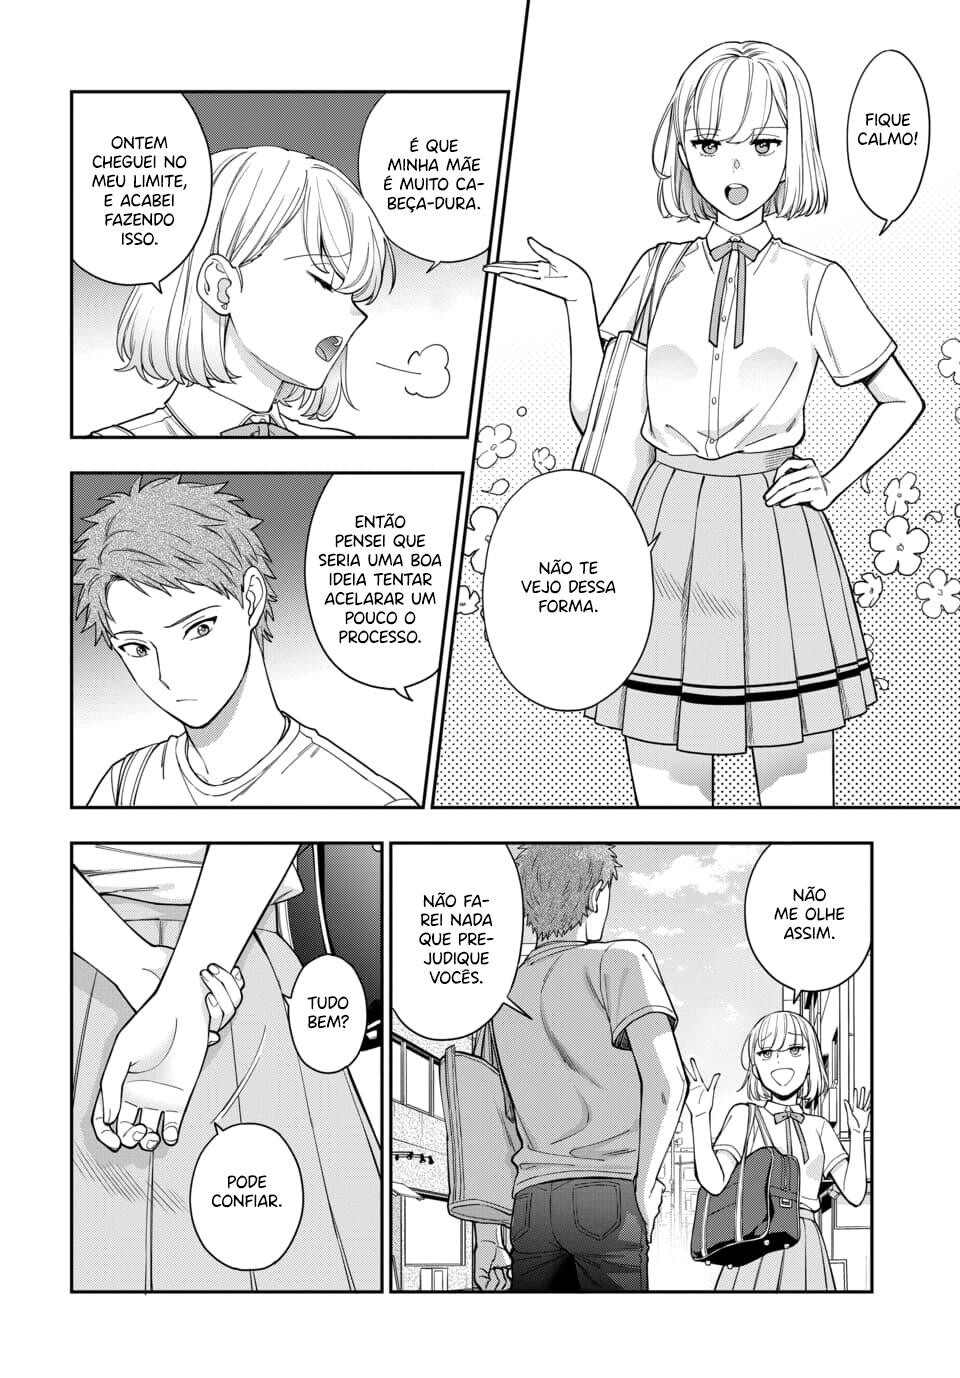 FIQUE
CALMO!
NÃO TE
VEJO DESSA
FORMA.
É QUE
MINHA MÃE
É MUITO CA-
BEÇA-DURA.
ONTEM
CHEGUEI NO
MEU LIMITE,
E ACABEI
FAZENDO
ISSO.
ENTÃO
PENSEI QUE
SERIA UMA BOA
IDEIA TENTAR
ACELARAR UM
POUCO O
PROCESSO.
NÃO
ME OLHE
ASSIM.
NÃO FA-
REI NADA
QUE PRE-
JUDIQUE
VOCÊS.
TUDO
BEM?
PODE
CONFIAR.